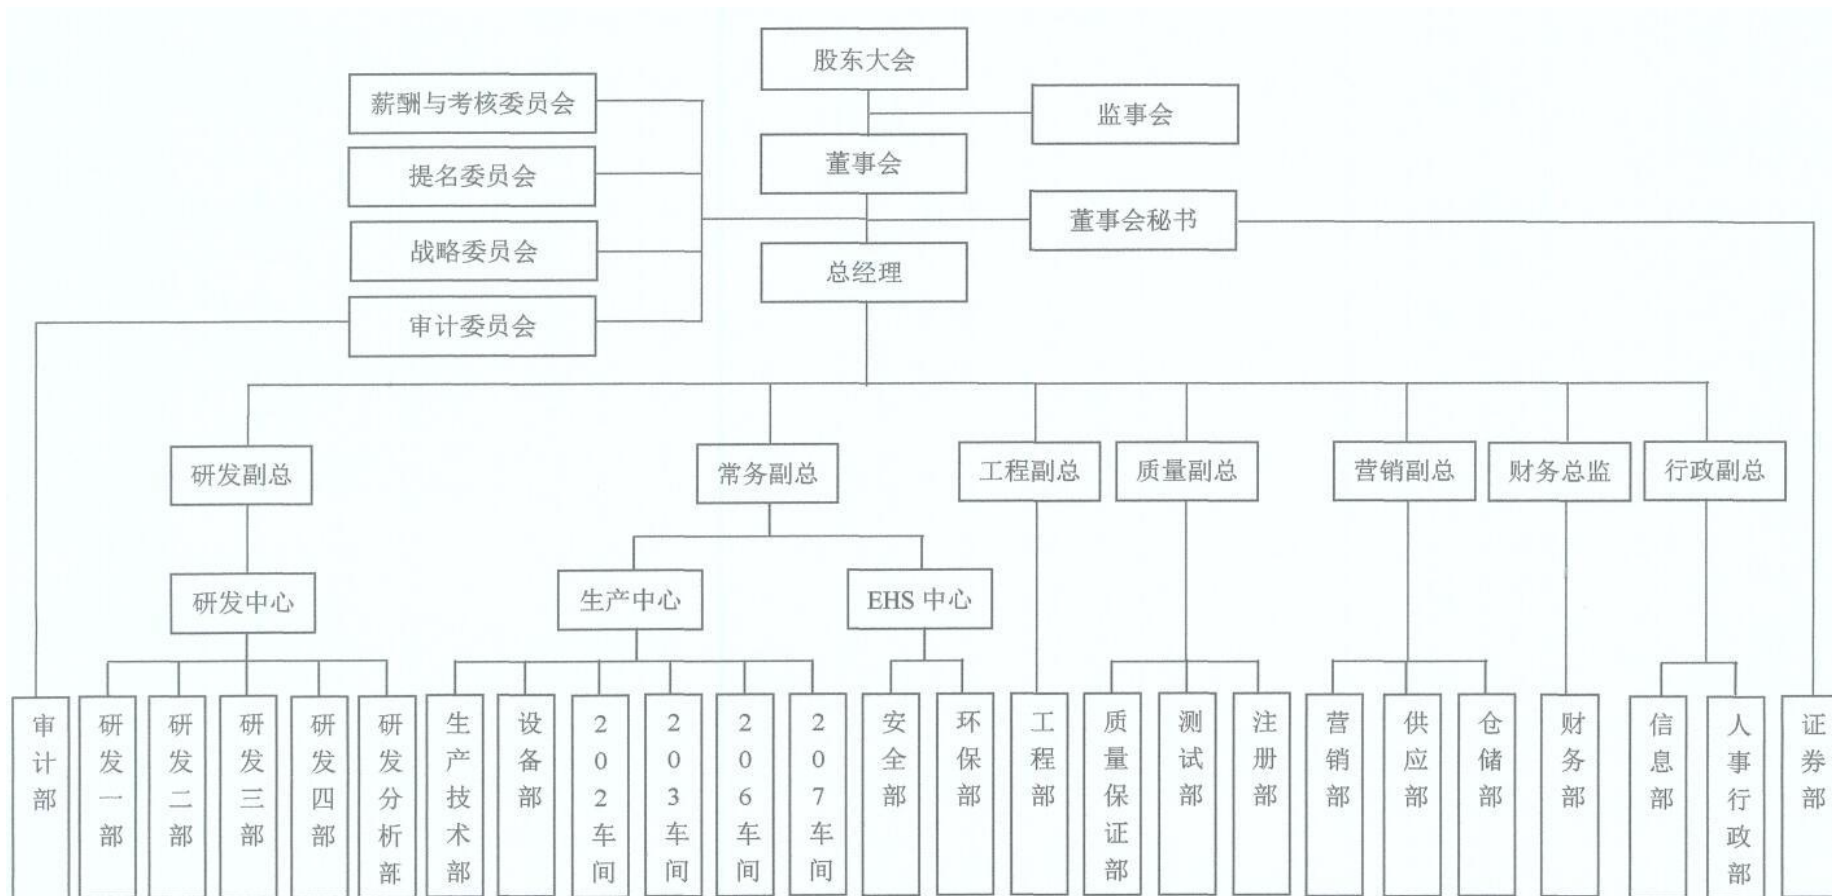 股东大会
薪酬与考核委员会
监事会
提名委员会
董事会
董事会秘书
战略委员会
总经理
审计委员会
研发副总
常务副总
工程副总
质量副总
营销副总
财务总监
行政副总
研发中心
生产中心
EHS 中心
审计部
研发一部
研发二部
研发三部
研发四部
研发分析部
生产技术部
设备部
202车间
203车间
206车间
207车间
安全部
环保部
工程部
质量保证部
测试部
注册部
营销部
供应部
仓储部
财务部
信息部
人事行政部
证券部